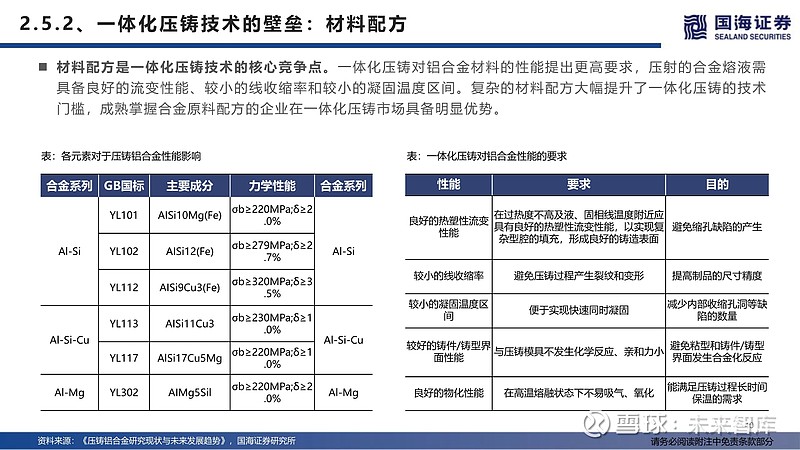 2.5.2、一体化压铸技术的壁垒：材料配方
国海证券
SEALAND SECURITIES
■ 材料配方是一体化压铸技术的核心竞争点。一体化压铸对铝合金材料的性能提出更高要求，压射的合金熔液需
具备良好的流变性能、较小的线收缩率和较小的凝固温度区间。复杂的材料配方大幅提升了一体化压铸的技术
门槛，成熟掌握合金原料配方的企业在一体化压铸市场具备明显优势。
表：各元素对于压铸铝合金性能影响
合金系列 GB国标 主要成分 力学性能 合金系列
Al-Si YL101 AlSi10Mg(Fe) σb≥220MPa;δ≥2.0% Al-Si
YL102 AlSi12(Fe) σb≥279MPa;δ≥2.7%
YL112 AlSi9Cu3(Fe) σb≥320MPa;δ≥3.5%
Al-Si-Cu YL113 AlSi11Cu3 σb≥230MPa;δ≥1.0% Al-Si-Cu
YL117 AlSi17Cu5Mg σb≥220MPa;δ≥1.0%
Al-Mg YL302 AlMg5Sil σb≥220MPa;δ≥2.0% Al-Mg
表：一体化压铸对铝合金性能的要求
性能 要求 目的
良好的热塑性流变性能 在过热度不高及液、固相线温度附近应具有良好的热塑性流变性能，以实现复杂型腔的填充，形成良好的铸造表面 避免缩孔缺陷的产生
较小的线收缩率 避免压铸过程产生裂纹和变形 提高制品的尺寸精度
较小的凝固温度区间 便于实现快速同时凝固 减少内部收缩孔洞等缺陷的数量
较好的铸件/铸型界面性能 与压铸模具不发生化学反应、亲和力小 避免粘型和铸件/铸型界面发生合金化反应
良好的物化性能 在高温熔融状态下不易吸气、氧化 能满足压铸过程长时间保温的需求
资料来源：《压铸铝合金研究现状与未来发展趋势》，国海证券研究所
请务必阅读附注中免责条款部分
雪球：未来智库